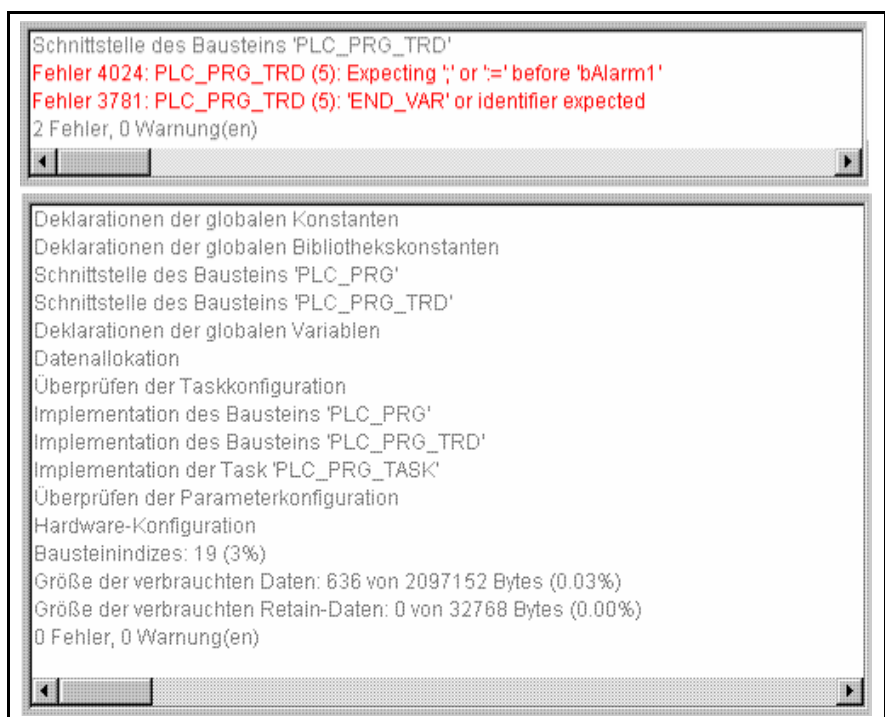 Schnittstelle des Bausteins 'PLC_PRG_TRD'
Fehler 4024: PLC_PRG_TRD (5): Expecting ';' or ':=' before 'bAlarm1'
Fehler 3781: PLC_PRG_TRD (5): 'END_VAR' or identifier expected
2 Fehler, 0 Warnung(en)
Deklarationen der globalen Konstanten
Deklarationen der globalen Bibliothekskonstanten
Schnittstelle des Bausteins 'PLC_PRG'
Schnittstelle des Bausteins 'PLC_PRG_TRD'
Deklarationen der globalen Variablen
Datenallokation
Überprüfen der Taskkonfiguration
Implementation des Bausteins 'PLC_PRG'
Implementation des Bausteins 'PLC_PRG_TRD'
Implementation der Task 'PLC_PRG_TASK'
Überprüfen der Parameterkonfiguration
Hardware-Konfiguration
Bausteinindizes: 19 (3%)
Größe der verbrauchten Daten: 636 von 2097152 Bytes (0.03%)
Größe der verbrauchten Retain-Daten: 0 von 32768 Bytes (0.00%)
0 Fehler, 0 Warnung(en)